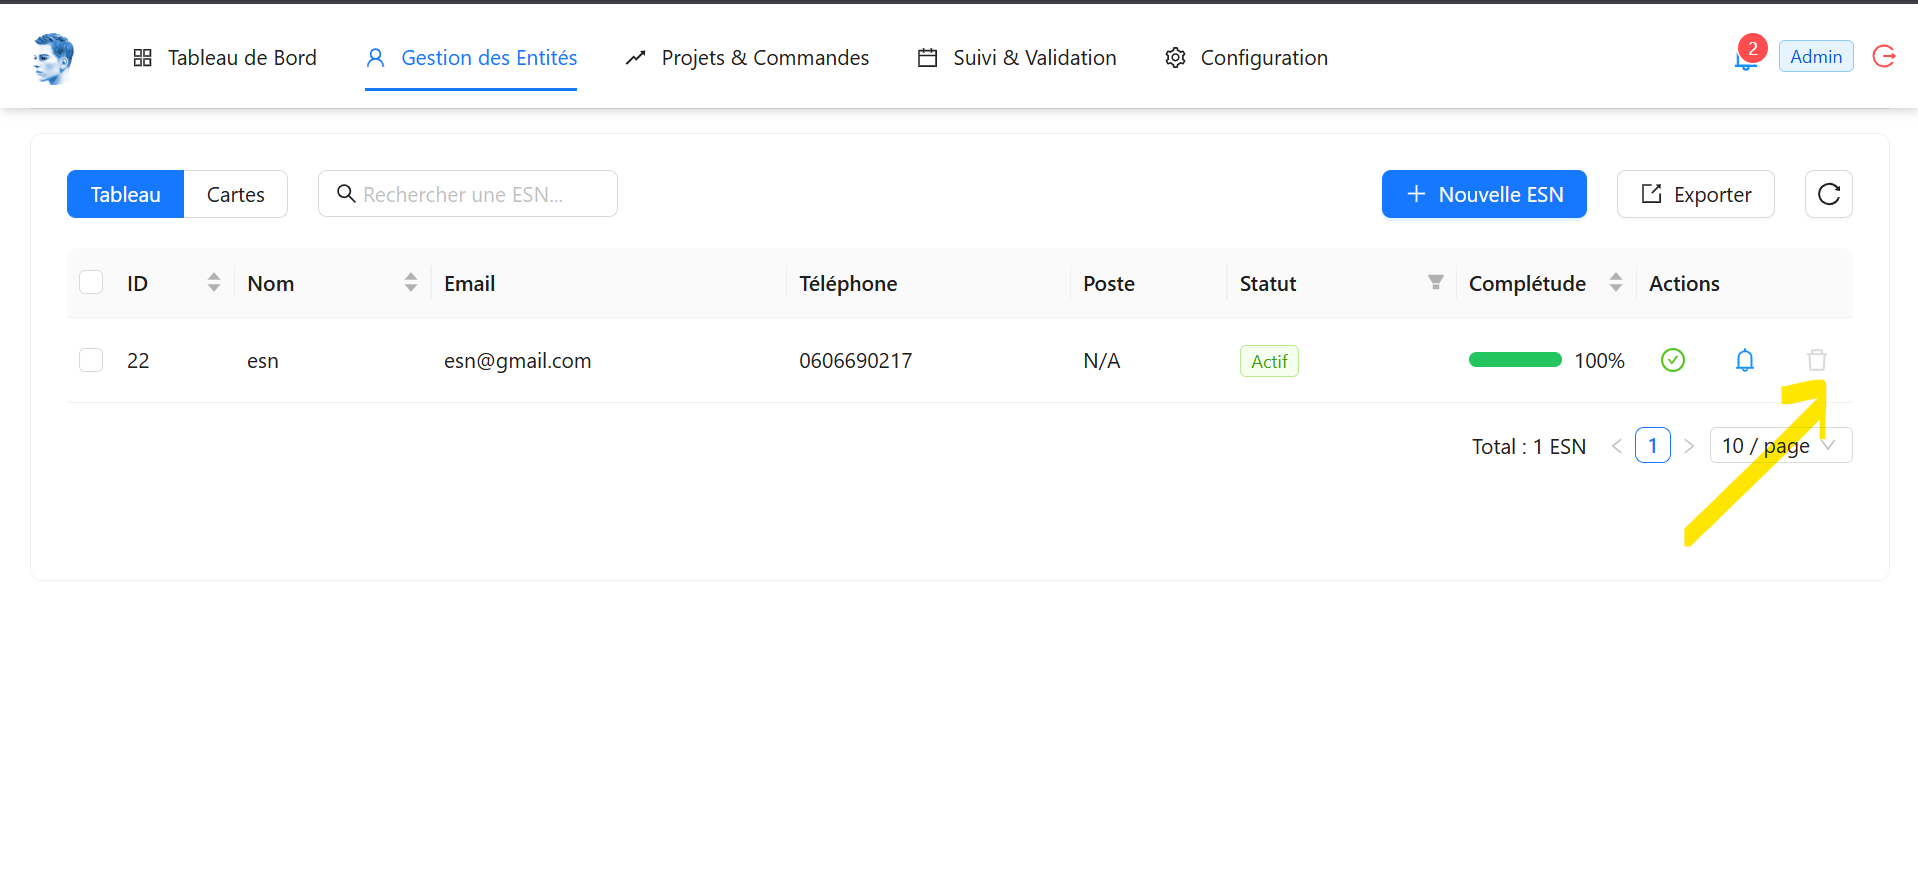 Tableau de Bord Gestion des Entités Projets & Commandes Suivi & Validation Configuration 2 Admin
Tableau Cartes Rechercher une ESN... + Nouvelle ESN Exporter
ID Nom Email Téléphone Poste Statut Complétude Actions
22 esn esn@gmail.com 0606690217 N/A Actif 100%
Total : 1 ESN < 1 > 10 / page